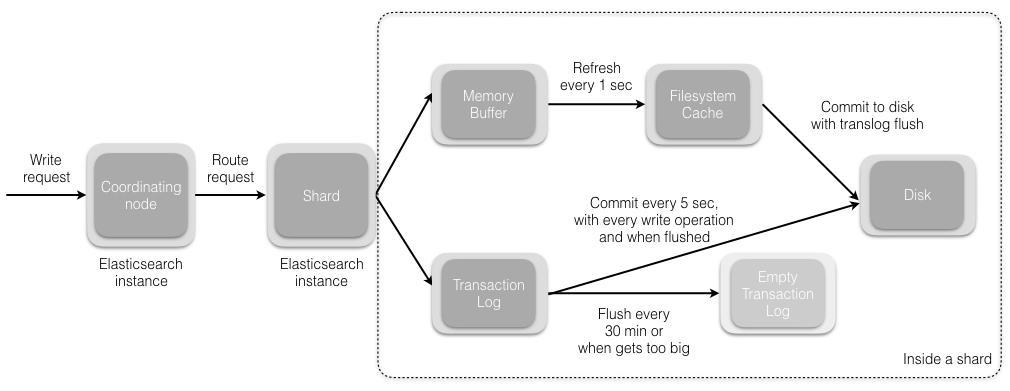 Write
request
Coordinating
node
Elasticsearch
instance
Route
request
Shard
Elasticsearch
instance
Memory
Buffer
Refresh
every 1 sec
Filesystem
Cache
Commit to disk
with translog flush
Disk
Commit every 5 sec,
with every write operation
and when flushed
Transaction
Log
Flush every
30 min or
when gets too big
Empty
Transaction
Log
Inside a shard